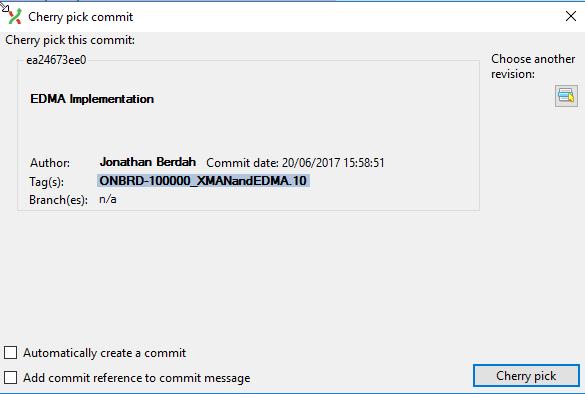 Cherry pick commit
Cherry pick this commit:
ea24673ee0
Choose another
revision:
EDMA Implementation
Author: Jonathan Berdah Commit date: 20/06/2017 15:58:51
Tag(s): ONBRD-100000_XMANandEDMA.10
Branch(es): n/a
Automatically create a commit
Add commit reference to commit message
Cherry pick